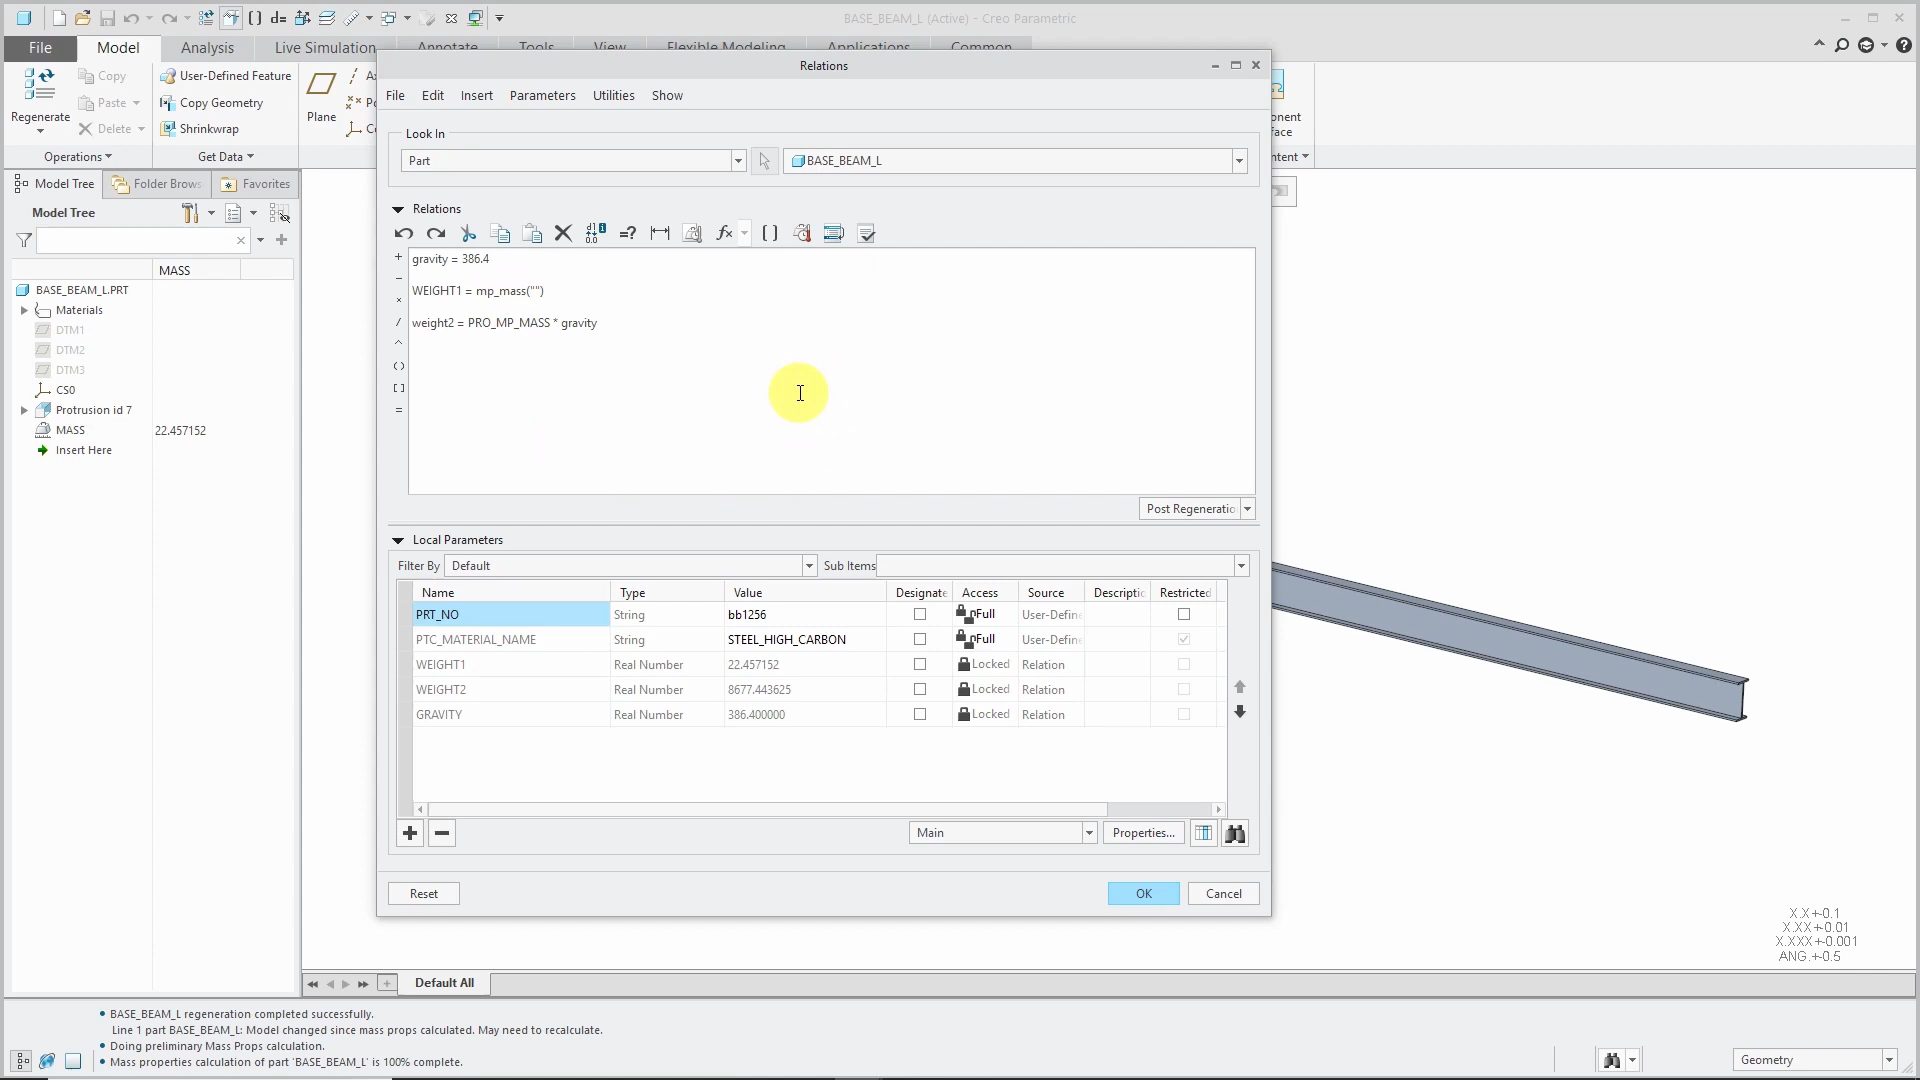 BASE_BEAM_L (Active) - Creo Parametric
File
Model
Analysis
Live Simulation
Annotate
Tools
View
Flexible Modeling
Applications
Common
Regenerate
Copy
Paste
Delete
Operations
User-Defined Feature
Copy Geometry
Shrinkwrap
Get Data
Plane
Relations
File
Edit
Insert
Parameters
Utilities
Show
Look In
Part
BASE_BEAM_L
Relations
gravity = 386.4
WEIGHT1 = mp_mass("")
weight2 = PRO_MP_MASS * gravity
+
-
x
/
^
()
[]
=
Post Regeneratio
Local Parameters
Filter By
Default
Sub Items
Name Type Value Designate Access Source Descriptic Restricted
PRT_NO String bb1256 Full User-Define
PTC_MATERIAL_NAME String STEEL_HIGH_CARBON Full User-Define
WEIGHT1 Real Number 22.457152 Locked Relation
WEIGHT2 Real Number 8677.443625 Locked Relation
GRAVITY Real Number 386.400000 Locked Relation
Main
Properties...
Reset
OK
Cancel
Model Tree
Folder Brows
Favorites
Model Tree
MASS
BASE_BEAM_L.PRT
Materials
DTM1
DTM2
DTM3
CS0
Protrusion id 7
MASS 22.457152
Insert Here
X.X+-0.1
X.XX+-0.01
X.XXX+-0.001
ANG.+-0.5
Default All
• BASE_BEAM_L regeneration completed successfully.
Line 1 part BASE_BEAM_L: Model changed since mass props calculated. May need to recalculate.
• Doing preliminary Mass Props calculation.
• Mass properties calculation of part 'BASE_BEAM_L' is 100% complete.
Geometry